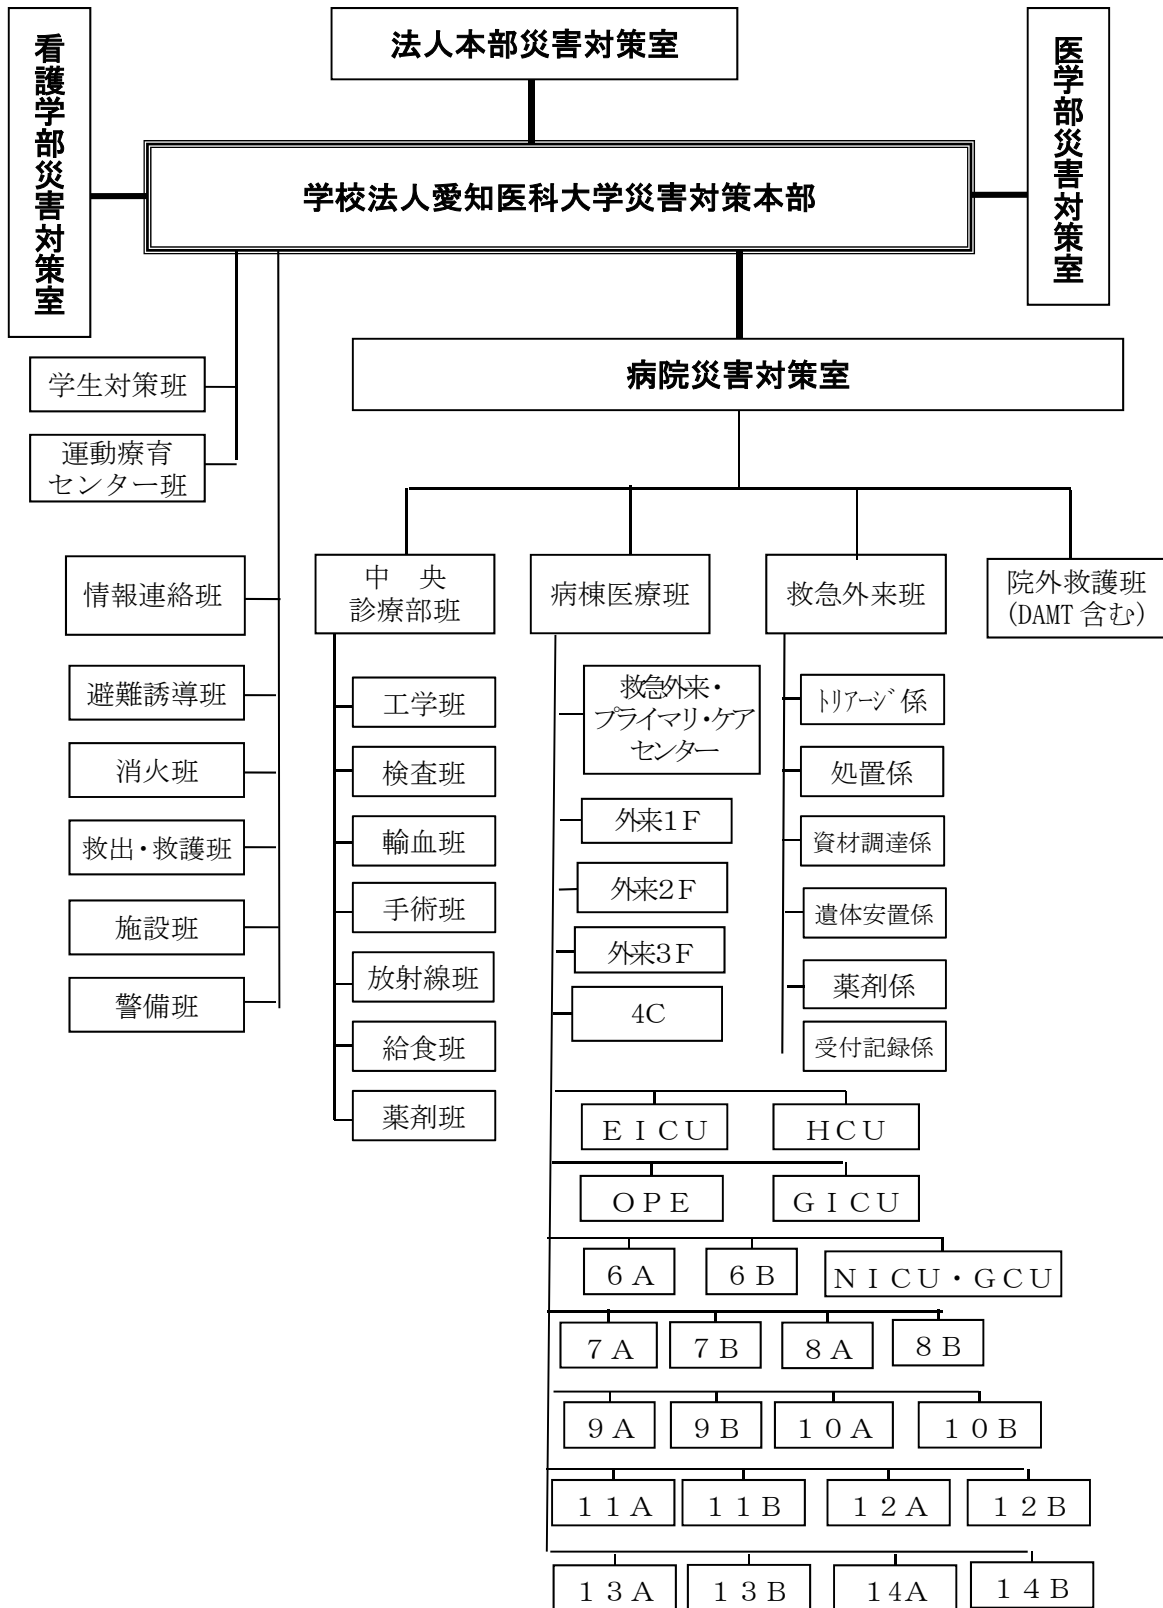 法人本部災害対策室
看護学部災害対策室
医学部災害対策室
学校法人愛知医科大学災害対策本部
病院災害対策室
学生対策班
運動療育
センター班
情報連絡班
避難誘導班
消火班
救出・救護班
施設班
警備班
中　央
診療部班
工学班
検査班
輸血班
手術班
放射線班
給食班
薬剤班
病棟医療班
救急外来・
プライマリ・ケア
センター
外来1F
外来2F
外来3F
4C
ＥＩＣＵ
ＨＣＵ
ＯＰＥ
ＧＩＣＵ
６Ａ
６Ｂ
ＮＩＣＵ・ＧＣＵ
７Ａ
７Ｂ
８Ａ
８Ｂ
９Ａ
９Ｂ
１０Ａ
１０Ｂ
１１Ａ
１１Ｂ
１２Ａ
１２Ｂ
１３Ａ
１３Ｂ
14Ａ
１４Ｂ
救急外来班
ﾄﾘｱｰｼﾞ係
処置係
資材調達係
遺体安置係
薬剤係
受付記録係
院外救護班
(DAMT 含む)